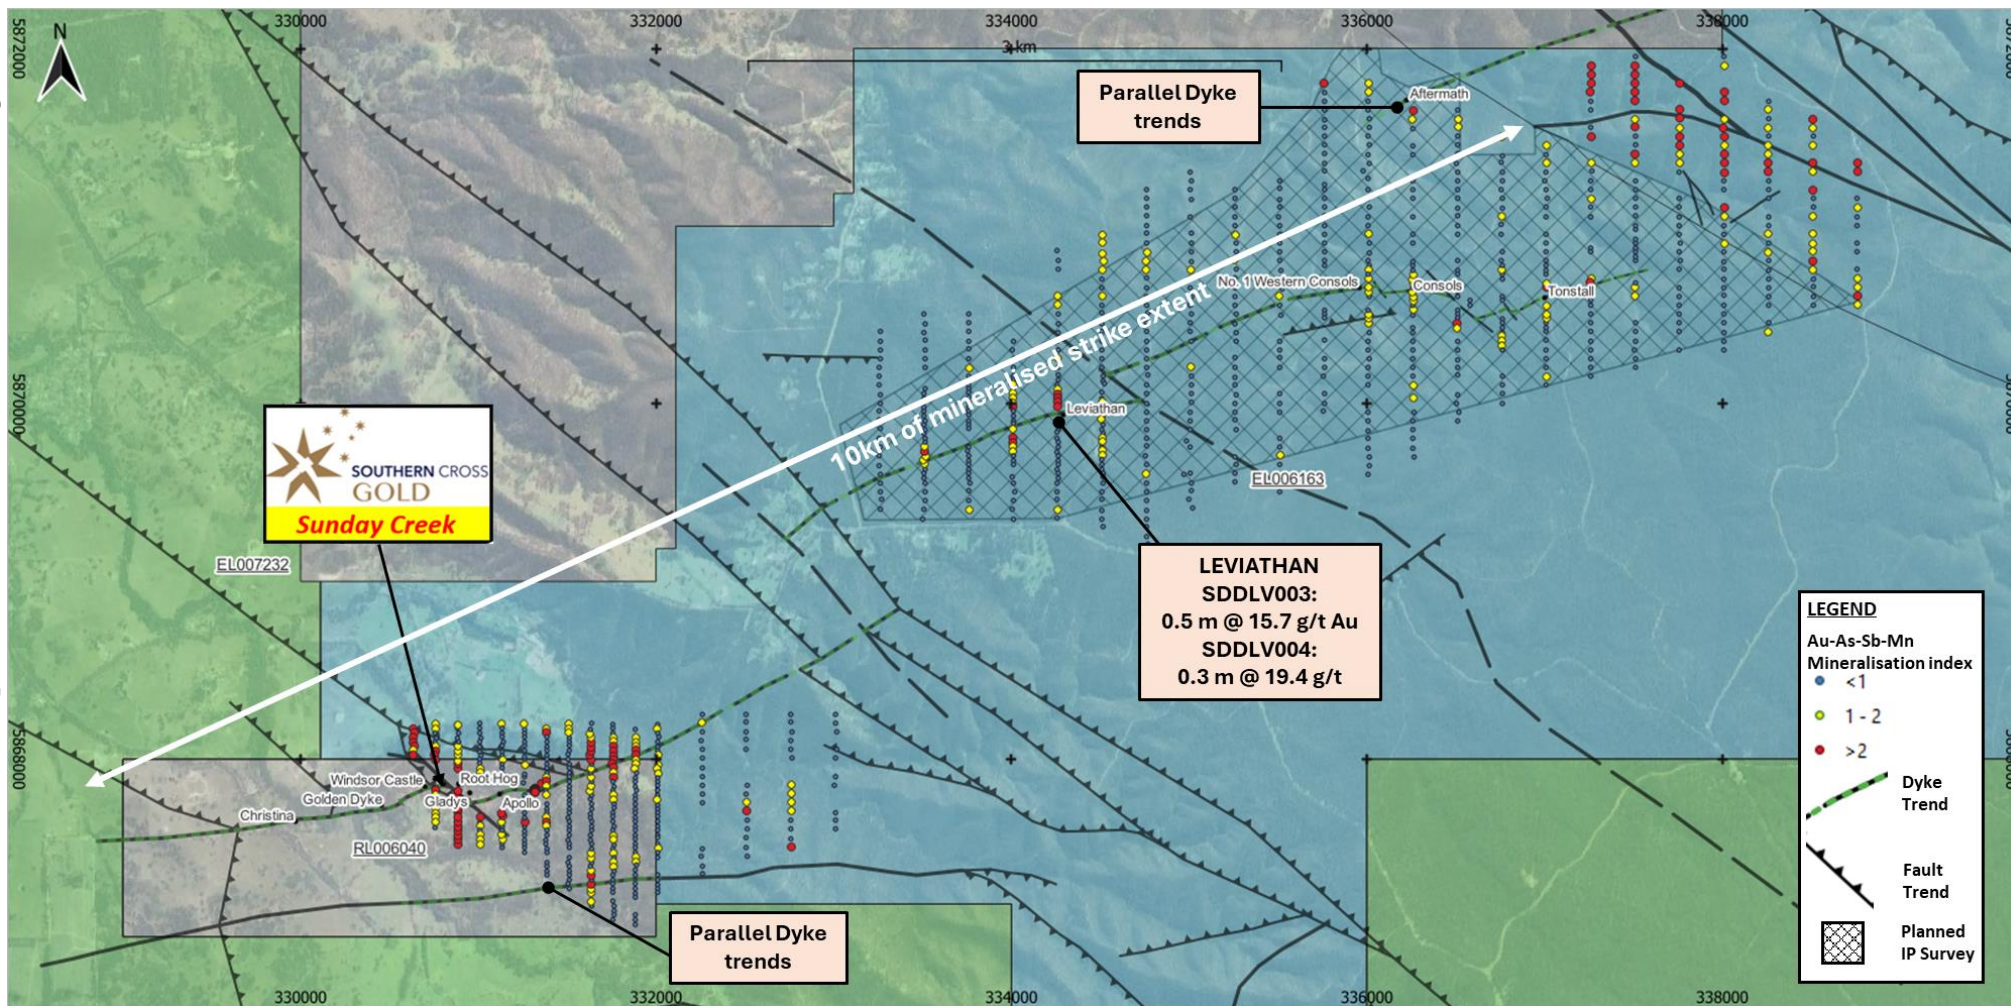 330000
332000
334000
336000
338000
5872000
N
3 km
Parallel Dyke
trends
Aftermath
10km of mineralised strike extent
No. 1 Western Consols
Consols
Tonstall
5870000
Leviathan
SOUTHERN CROSS
GOLD
Sunday Creek
EL006163
EL007232
LEVIATHAN
SDDLV003:
0.5 m @ 15.7 g/t Au
SDDLV004:
0.3 m @ 19.4 g/t
LEGEND
Au-As-Sb-Mn
Mineralisation index
<1
1 - 2
>2
Dyke
Trend
Fault
Trend
Planned
IP Survey
5868000
Windsor Castle
Root Hog
Golden Dyke
Gladys
Apollo
Christina
RL006040
Parallel Dyke
trends
330000
332000
334000
336000
338000